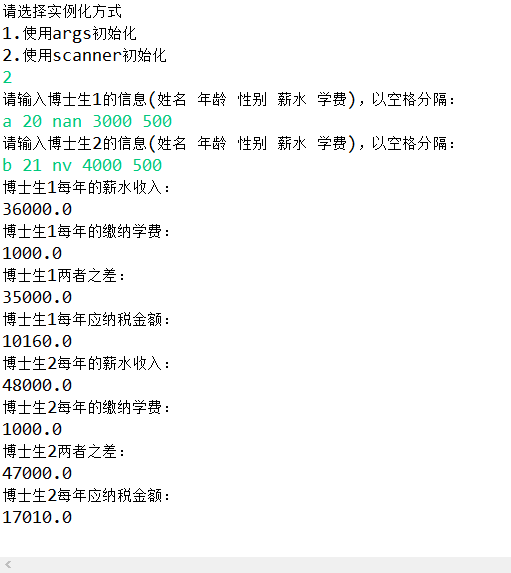 请选择实例化方式
1.使用args初始化
2.使用scanner初始化
2
请输入博士生1的信息(姓名 年龄 性别 薪水 学费),以空格分隔:
a 20 nan 3000 500
请输入博士生2的信息(姓名 年龄 性别 薪水 学费),以空格分隔:
b 21 nv 4000 500
博士生1每年的薪水收入:
36000.0
博士生1每年的缴纳学费:
1000.0
博士生1两者之差:
35000.0
博士生1每年应纳税金额:
10160.0
博士生2每年的薪水收入:
48000.0
博士生2每年的缴纳学费:
1000.0
博士生2两者之差:
47000.0
博士生2每年应纳税金额:
17010.0